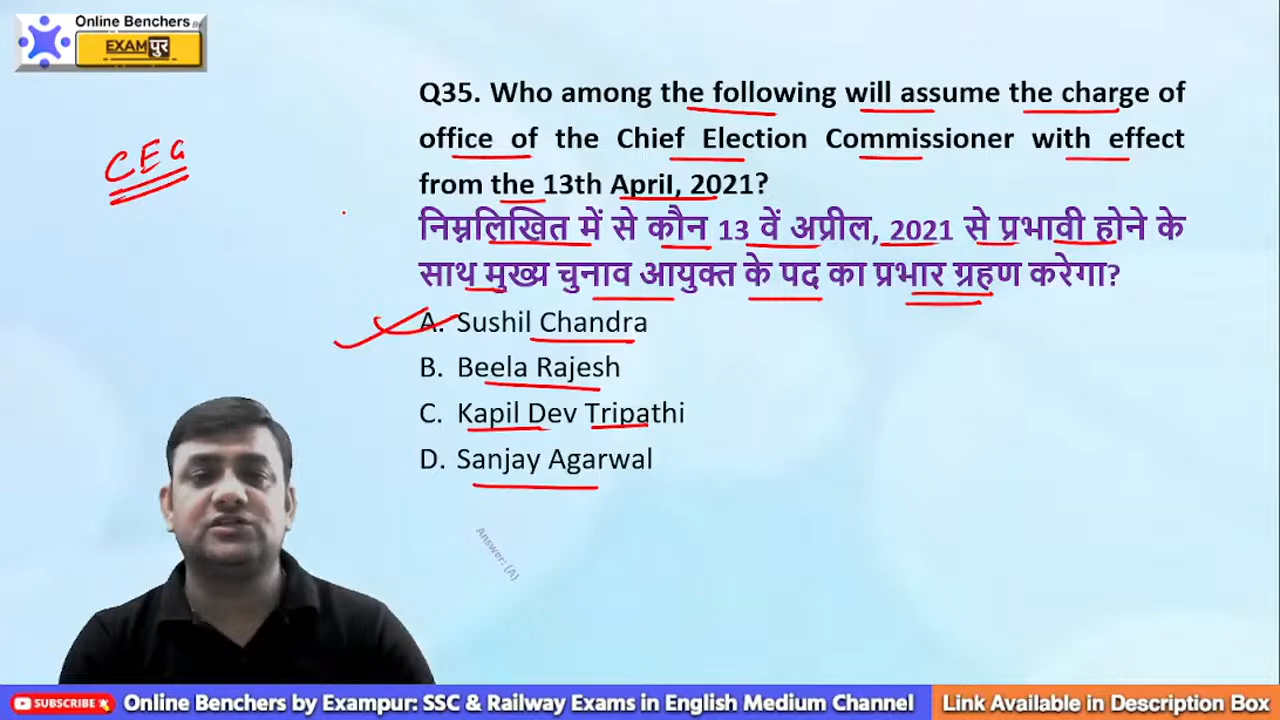 Online Benchers By
EXAMपुर
Q35. Who among the following will assume the charge of
office of the Chief Election Commissioner with effect
from the 13th April, 2021?
निम्नलिखित में से कौन 13 वें अप्रील, 2021 से प्रभावी होने के
साथ मुख्य चुनाव आयुक्त के पद का प्रभार ग्रहण करेगा?
A. Sushil Chandra
B. Beela Rajesh
C. Kapil Dev Tripathi
D. Sanjay Agarwal
Answer: (A)
SUBSCRIBE Online Benchers by Exampur: SSC & Railway Exams in English Medium Channel Link Available in Description Box